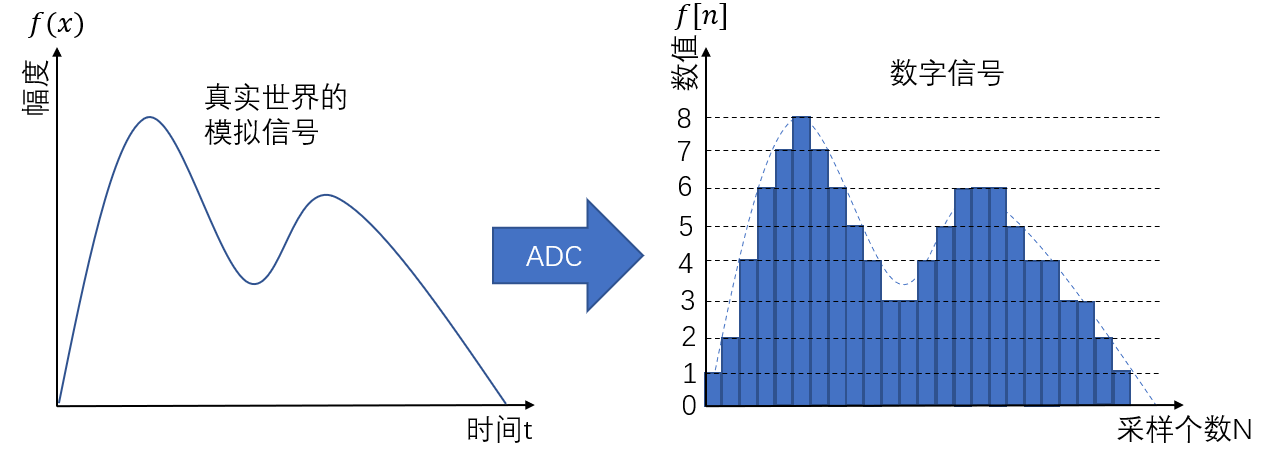 f(x)
幅度
真实世界的
模拟信号
时间t
ADC
f[n]
数值
数字信号
8
7
6
5
4
3
2
1
0
采样个数N